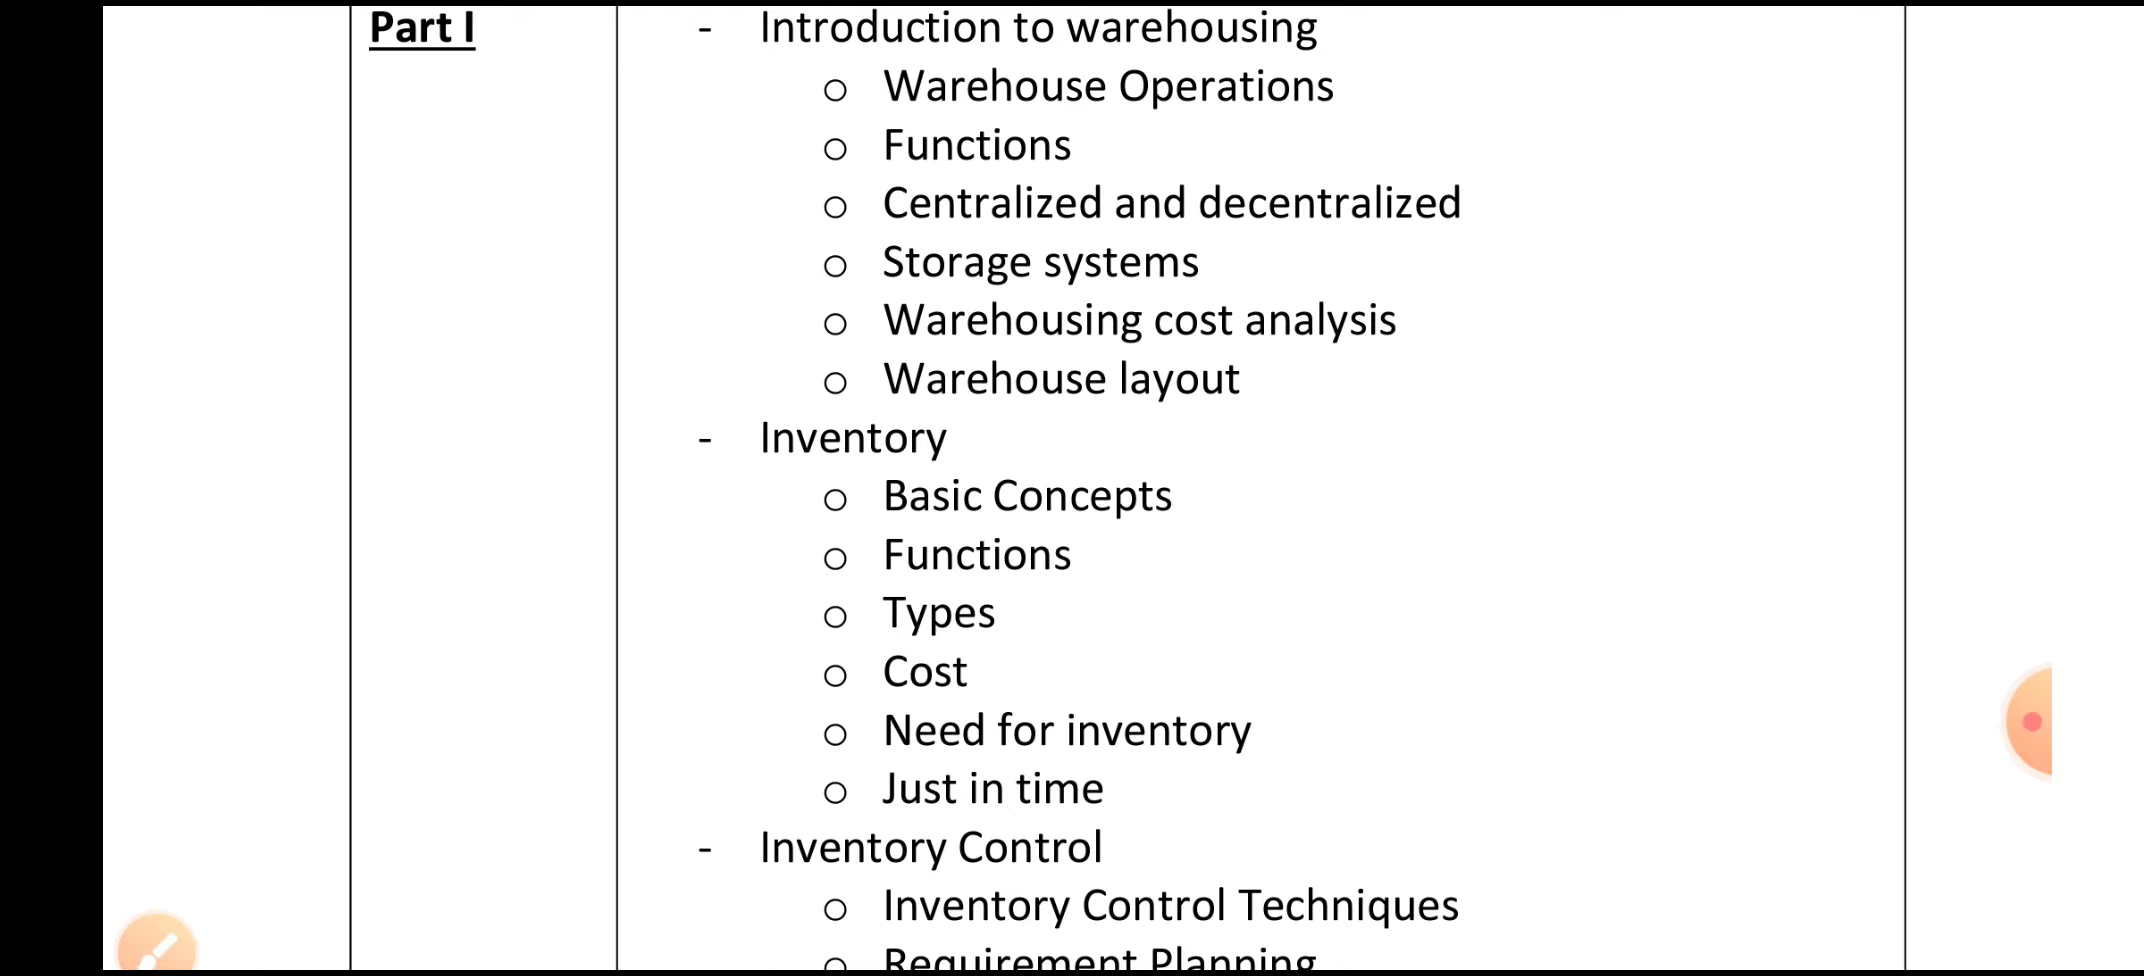 Part I
- Introduction to warehousing
o Warehouse Operations
o Functions
o Centralized and decentralized
o Storage systems
o Warehousing cost analysis
o Warehouse layout
- Inventory
o Basic Concepts
o Functions
o Types
o Cost
o Need for inventory
o Just in time
- Inventory Control
o Inventory Control Techniques
o Requirement Planning